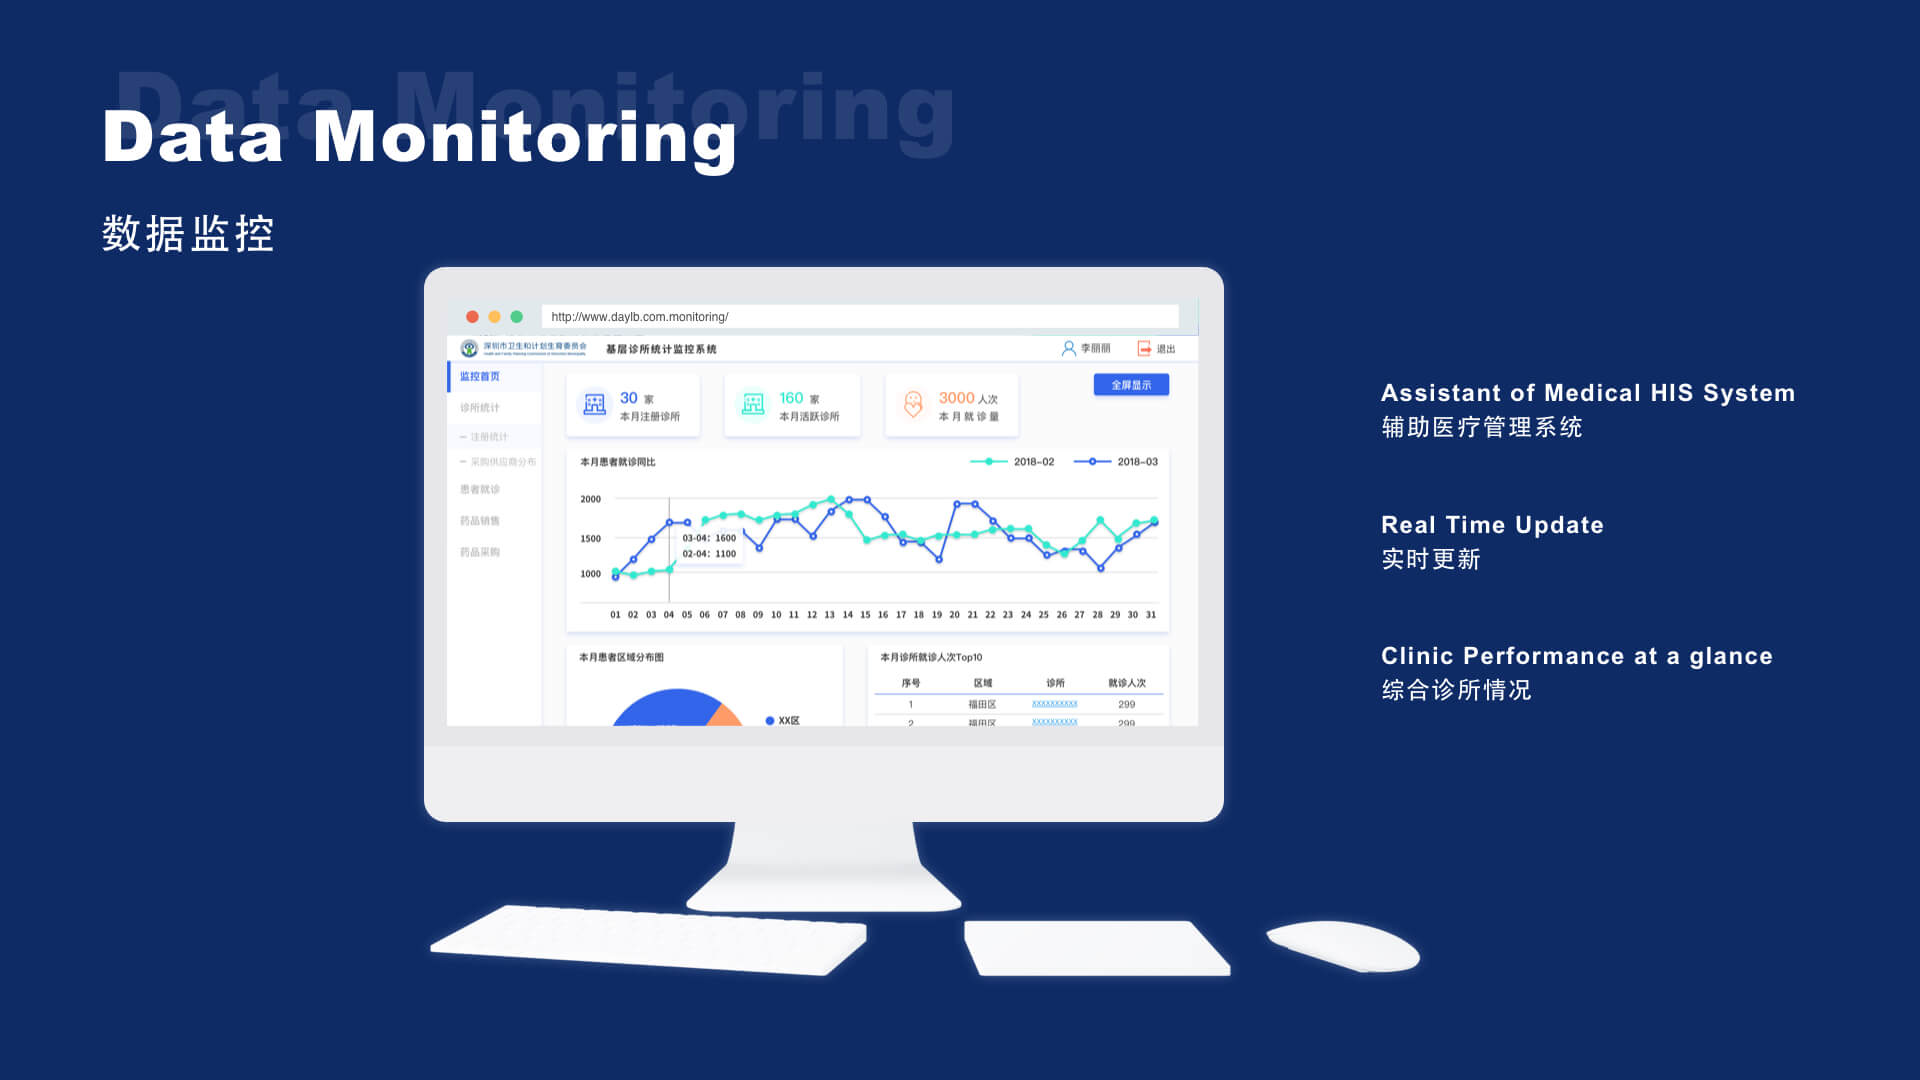 Data Monitoring
Data Monitoring
数据监控
http://www.daylb.com.monitoring/
深圳市卫生和计划生育委员会
基层诊所统计监控系统
李丽丽
退出
监控首页
诊所统计
注册统计
采购供应商分布
患者就诊
药品销售
药品采购
30 家
本月注册诊所
160 家
本月活跃诊所
3000 人次
本月就诊量
全屏显示
本月患者就诊同比
2018-02
2018-03
2000
1500
1000
03-04: 1600
02-04: 1100
01 02 03 04 05 06 07 08 09 10 11 12 13 14 15 16 17 18 19 20 21 22 23 24 25 26 27 28 29 30 31
本月患者区域分布图
XX区
本月诊所就诊人次Top10
序号 区域 诊所 就诊人次
1 福田区 XXXXXXXXXX 299
2 福田区 XXXXXXXXXX 299
Assistant of Medical HIS System
辅助医疗管理系统
Real Time Update
实时更新
Clinic Performance at a glance
综合诊所情况